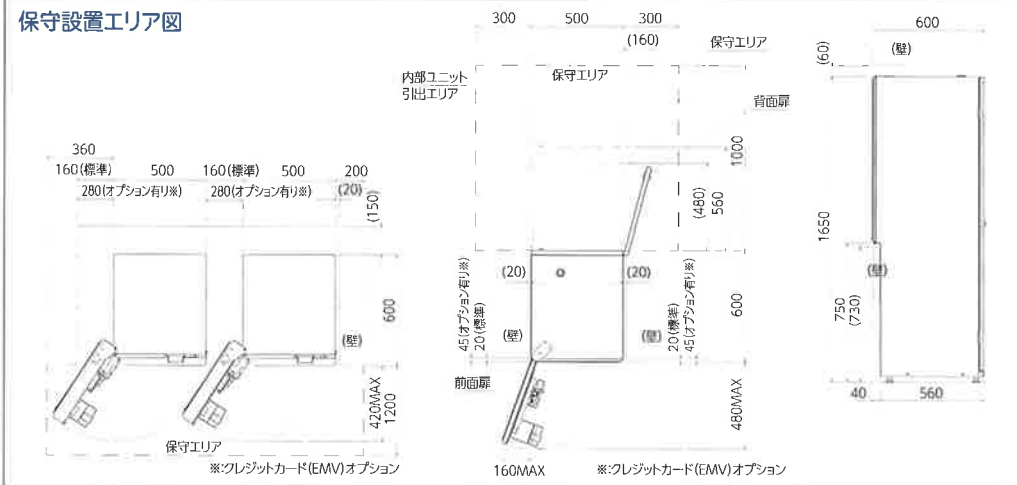 保守設置エリア図
360
160(標準)
500
160(標準)
500
200
280(オプション有り※)
280(オプション有り※)
(20)
(150)
600
(壁)
420MAX
1200
保守エリア
※:クレジットカード(EMV)オプション
300
500
300
(160)
保守エリア
内部ユニット
引出エリア
保守エリア
背面扉
1000
(480)
560
(20)
(20)
45(オプション有り※)
20(標準)
(壁)
(壁)
20(標準)
45(オプション有り※)
600
前面扉
480MAX
160MAX
※:クレジットカード(EMV)オプション
600
(60)
(壁)
1650
(壁)
750
(730)
40
560